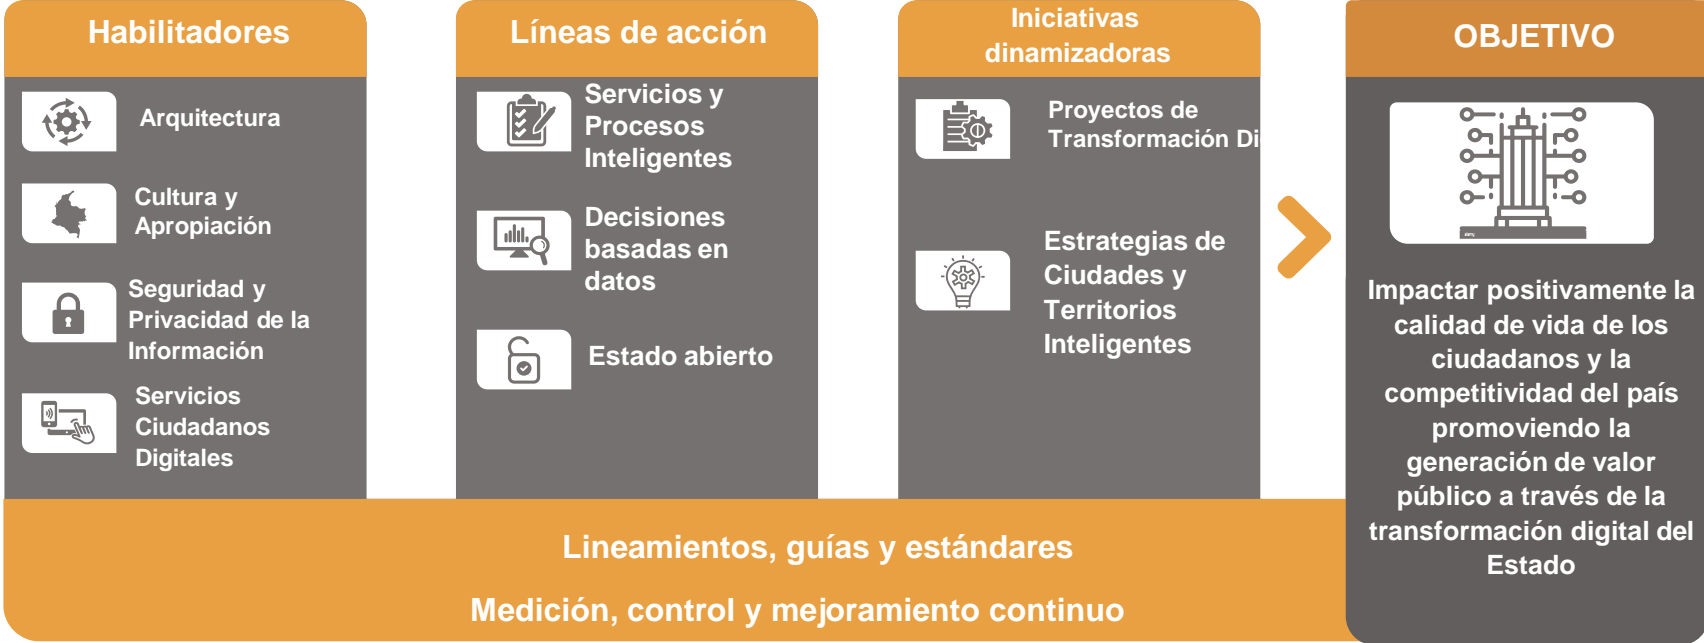 Habilitadores
Arquitectura
Cultura y
Apropiación
Seguridad y
Privacidad de la
Información
Servicios
Ciudadanos
Digitales
Líneas de acción
Servicios y
Procesos
Inteligentes
Decisiones
basadas en
datos
Estado abierto
Iniciativas
dinamizadoras
Proyectos de
Transformación Di
Estrategias de
Ciudades y
Territorios
Inteligentes
OBJETIVO
Impactar positivamente la
calidad de vida de los
ciudadanos y la
competitividad del país
promoviendo la
generación de valor
público a través de la
transformación digital del
Estado
Lineamientos, guías y estándares
Medición, control y mejoramiento continuo